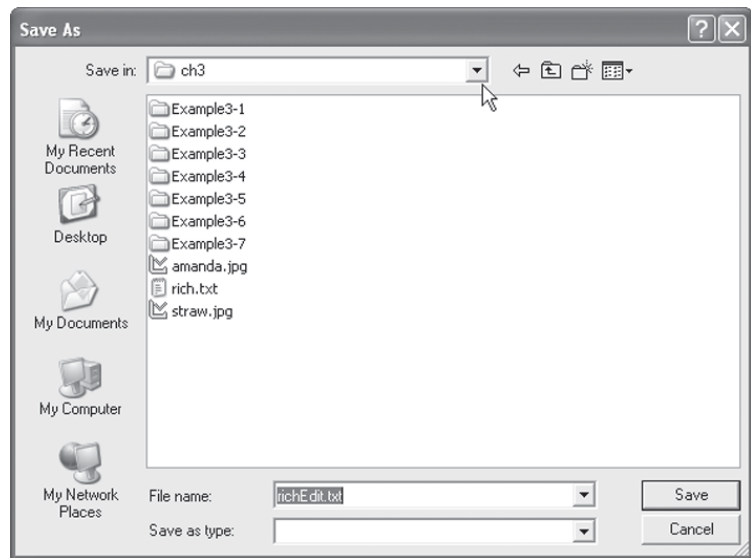 Save As
Save in: ch3
My Recent
Documents
Desktop
My Documents
My Computer
My Network
Places
Example3-1
Example3-2
Example3-3
Example3-4
Example3-5
Example3-6
Example3-7
amanda.jpg
rich.txt
straw.jpg
File name: richEdit.txt
Save
Save as type:
Cancel